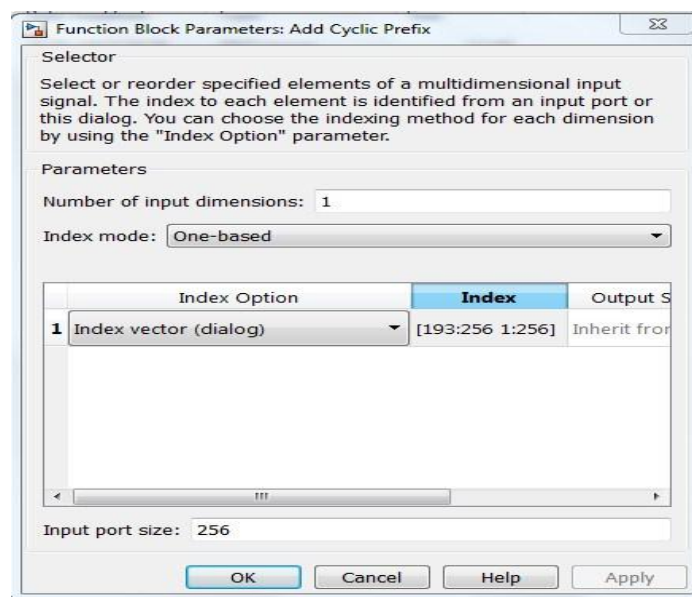 Function Block Parameters: Add Cyclic Prefix
Selector
Select or reorder specified elements of a multidimensional input
signal. The index to each element is identified from an input port or
this dialog. You can choose the indexing method for each dimension
by using the "Index Option" parameter.
Parameters
Number of input dimensions: 1
Index mode: One-based
Index Option Index Output S
1 Index vector (dialog) [193:256 1:256] Inherit fror
Input port size: 256
OK Cancel Help Apply